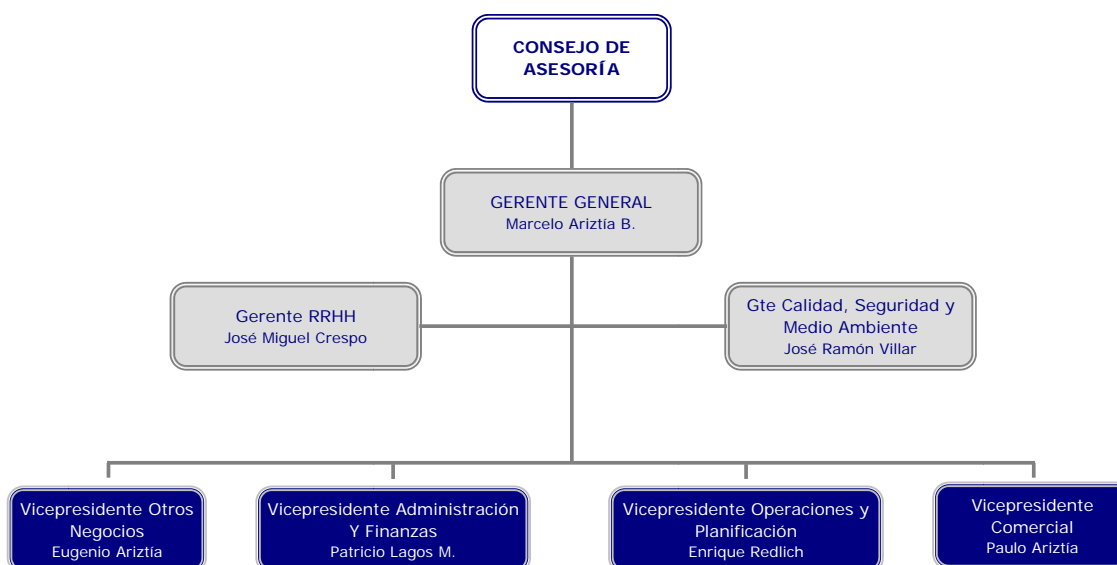 CONSEJO DE
ASESORÍA
GERENTE GENERAL
Marcelo Ariztía B.
Gerente RRHH
José Miguel Crespo
Gte Calidad, Seguridad y
Medio Ambiente
José Ramón Villar
Vicepresidente Otros
Negocios
Eugenio Ariztía
Vicepresidente Administración
Y Finanzas
Patricio Lagos M.
Vicepresidente Operaciones y
Planificación
Enrique Redlich
Vicepresidente
Comercial
Paulo Ariztía